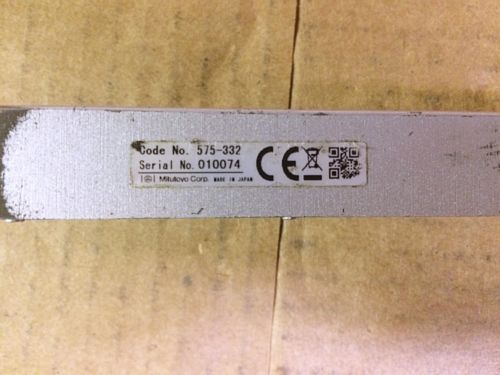 Code No. 575-332
Serial No. 010074
CE
Mitutoyo Corp. MADE IN JAPAN